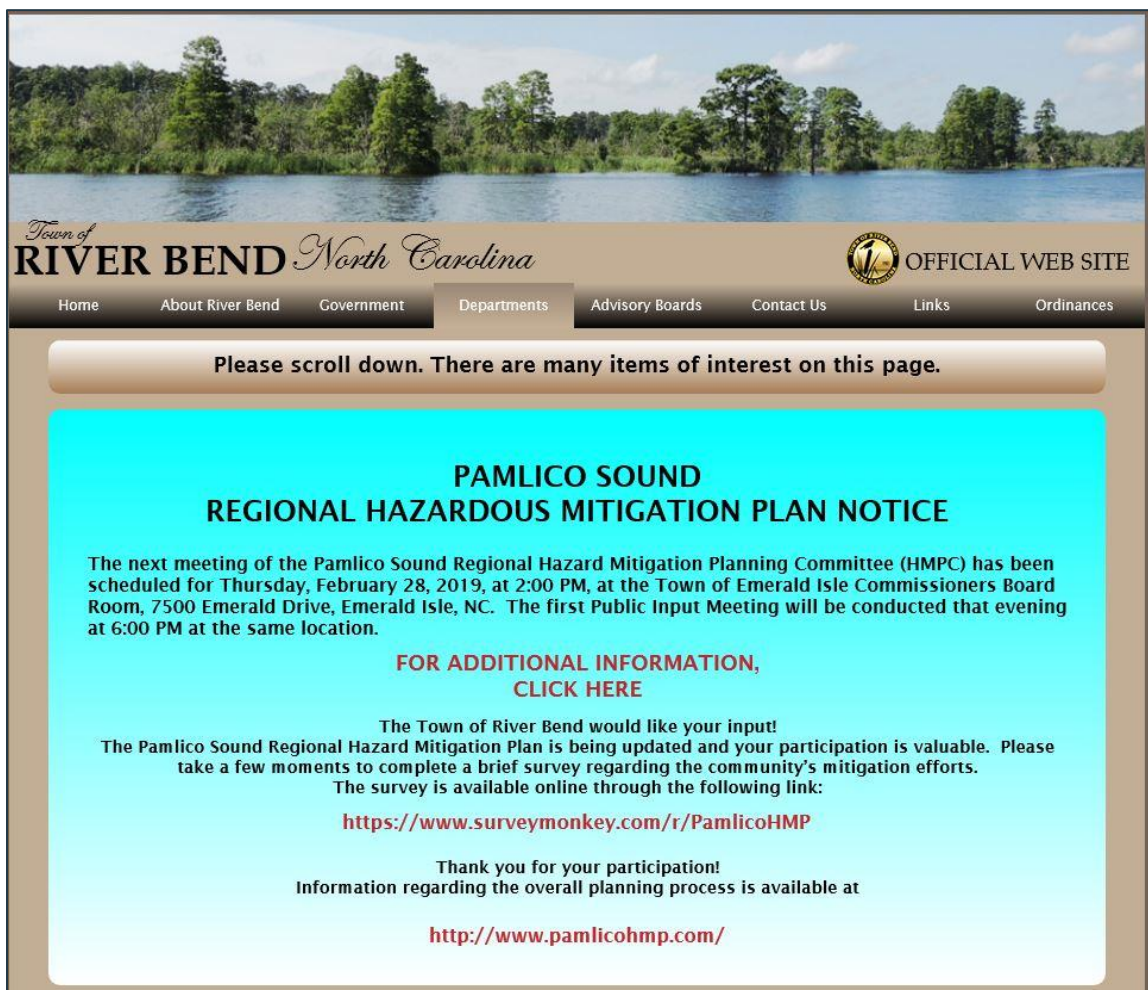 Town of
RIVER BEND North Carolina
OFFICIAL WEB SITE
Home About River Bend Government Departments Advisory Boards Contact Us Links Ordinances
Please scroll down. There are many items of interest on this page.
PAMLICO SOUND
REGIONAL HAZARDOUS MITIGATION PLAN NOTICE
The next meeting of the Pamlico Sound Regional Hazard Mitigation Planning Committee (HMPC) has been
scheduled for Thursday, February 28, 2019, at 2:00 PM, at the Town of Emerald Isle Commissioners Board
Room, 7500 Emerald Drive, Emerald Isle, NC. The first Public Input Meeting will be conducted that evening
at 6:00 PM at the same location.
FOR ADDITIONAL INFORMATION,
CLICK HERE
The Town of River Bend would like your input!
The Pamlico Sound Regional Hazard Mitigation Plan is being updated and your participation is valuable. Please
take a few moments to complete a brief survey regarding the community's mitigation efforts.
The survey is available online through the following link:
https://www.surveymonkey.com/r/PamlicoHMP
Thank you for your participation!
Information regarding the overall planning process is available at
http://www.pamlicohmp.com/